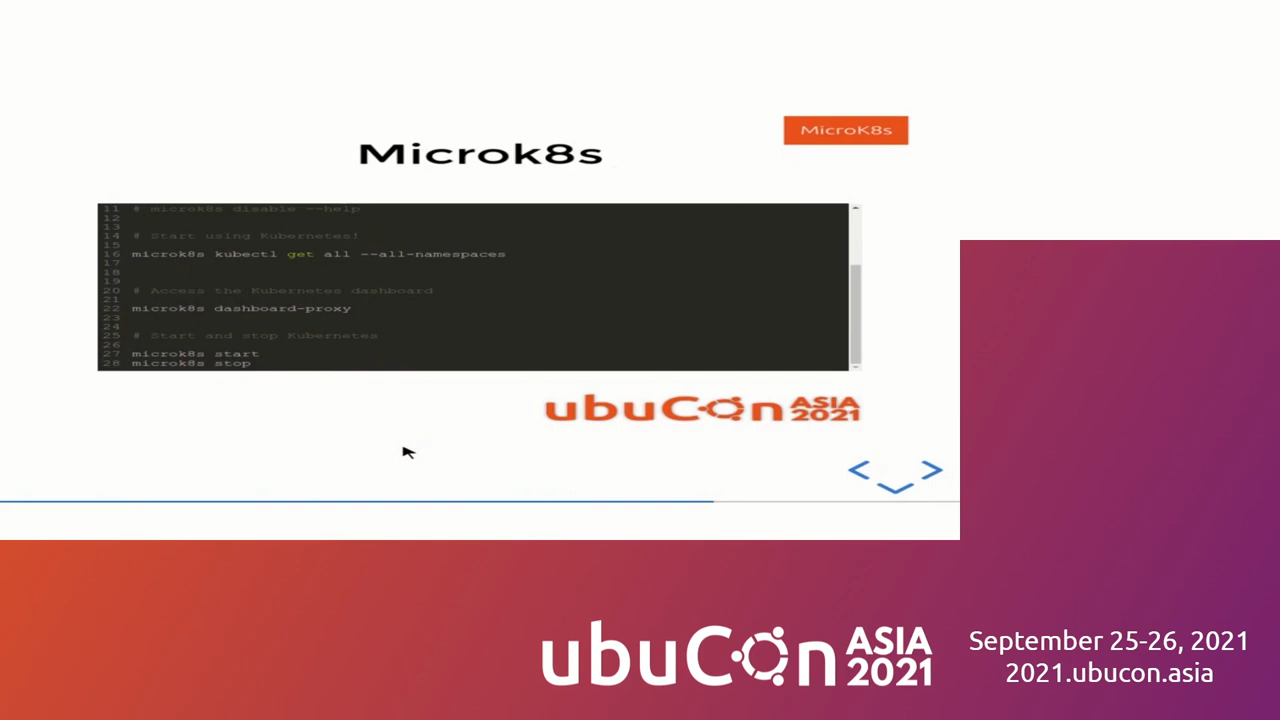 MicroK8s
Microk8s
11 # microk8s disable --help
12
13
14 # Start using Kubernetes!
15
16 microk8s kubectl get all --all-namespaces
17
18
19
20 # Access the Kubernetes dashboard
21
22 microk8s dashboard-proxy
23
24
25 # Start and stop Kubernetes
26
27 microk8s start
28 microk8s stop
ubuCon ASIA 2021
ubuCon ASIA 2021
September 25-26, 2021
2021.ubucon.asia